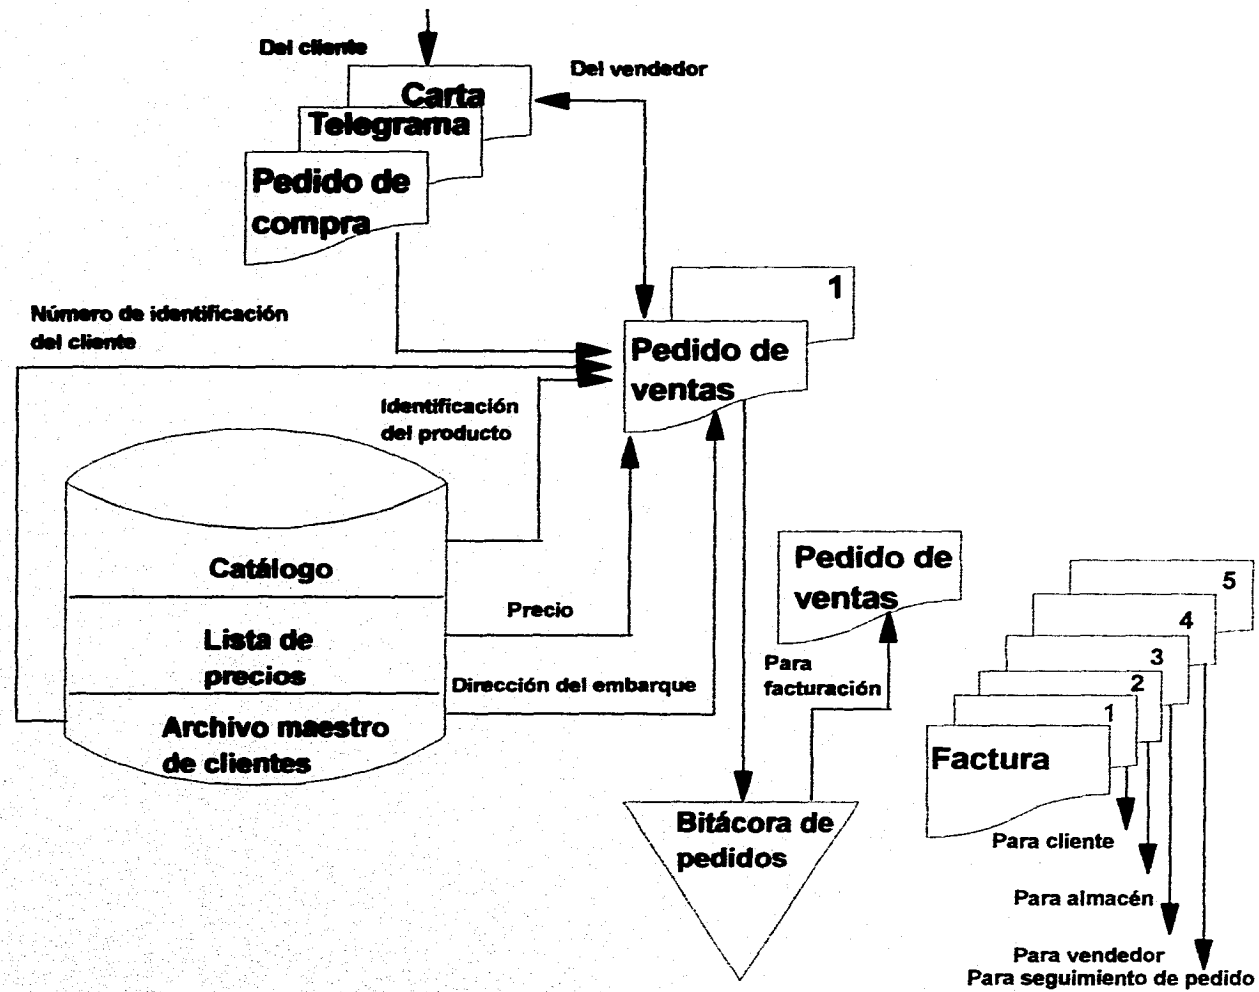 Del cliente
Del vendedor
Carta
Telegrama
Pedido de
compra
1
Número de identificación
del cliente
Pedido de
ventas
Identificación
del producto
Catálogo
Precio
Lista de
precios
Dirección del embarque
Archivo maestro
de clientes
Pedido de
ventas
Para
facturación
5
4
3
2
1
Factura
Bitácora de
pedidos
Para cliente
Para almacén
Para vendedor
Para seguimiento de pedido